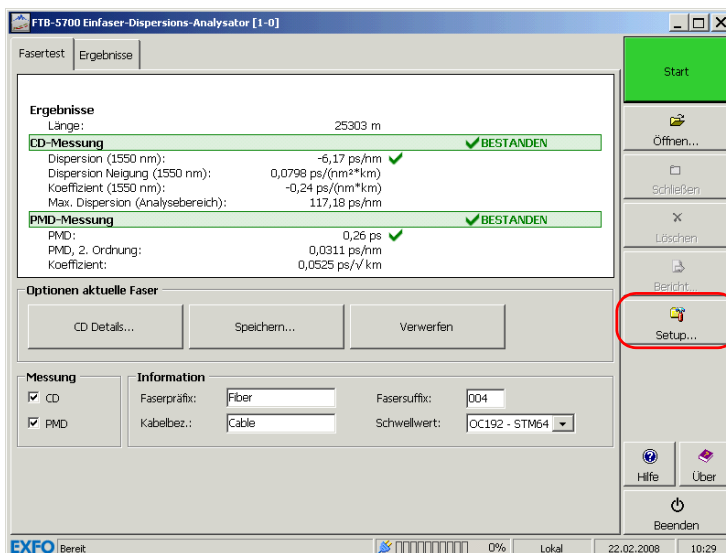 FTB-5700 Einfaser-Dispersions-Analysator [1-0]
Fasertest
Ergebnisse
Ergebnisse
Länge: 25303 m
CD-Messung BESTANDEN
Dispersion (1550 nm): -6,17 ps/nm
Dispersion Neigung (1550 nm): 0,0798 ps/(nm²*km)
Koeffizient (1550 nm): -0,24 ps/(nm*km)
Max. Dispersion (Analysebereich): 117,18 ps/nm
PMD-Messung BESTANDEN
PMD: 0,26 ps
PMD, 2. Ordnung: 0,0311 ps/nm
Koeffizient: 0,0525 ps/√km
Optionen aktuelle Faser
CD Details...
Speichern...
Verwerfen
Messung
CD
PMD
Information
Faserpräfix: Fiber
Fasersuffix: 004
Kabelbez.: Cable
Schwellwert: OC192 - STM64
Start
Öffnen...
Schließen
Löschen
Bericht...
Setup...
Hilfe
Über
Beenden
EXFO Bereit 0% Lokal 22.02.2008 10:29